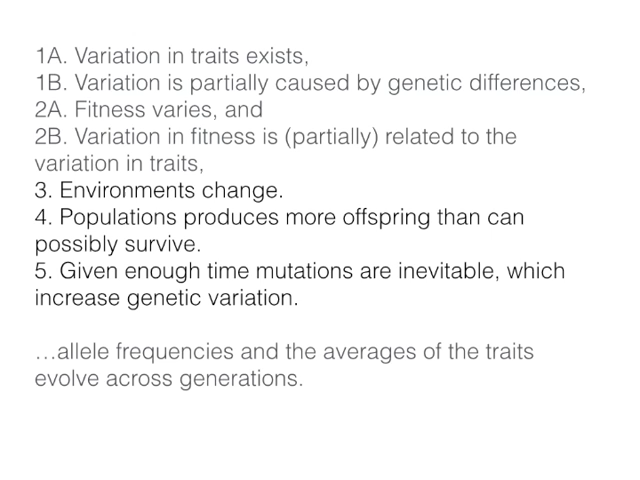 1A. Variation in traits exists,
1B. Variation is partially caused by genetic differences,
2A. Fitness varies, and
2B. Variation in fitness is (partially) related to the
variation in traits,
3. Environments change.
4. Populations produces more offspring than can
possibly survive.
5. Given enough time mutations are inevitable, which
increase genetic variation.
…allele frequencies and the averages of the traits
evolve across generations.